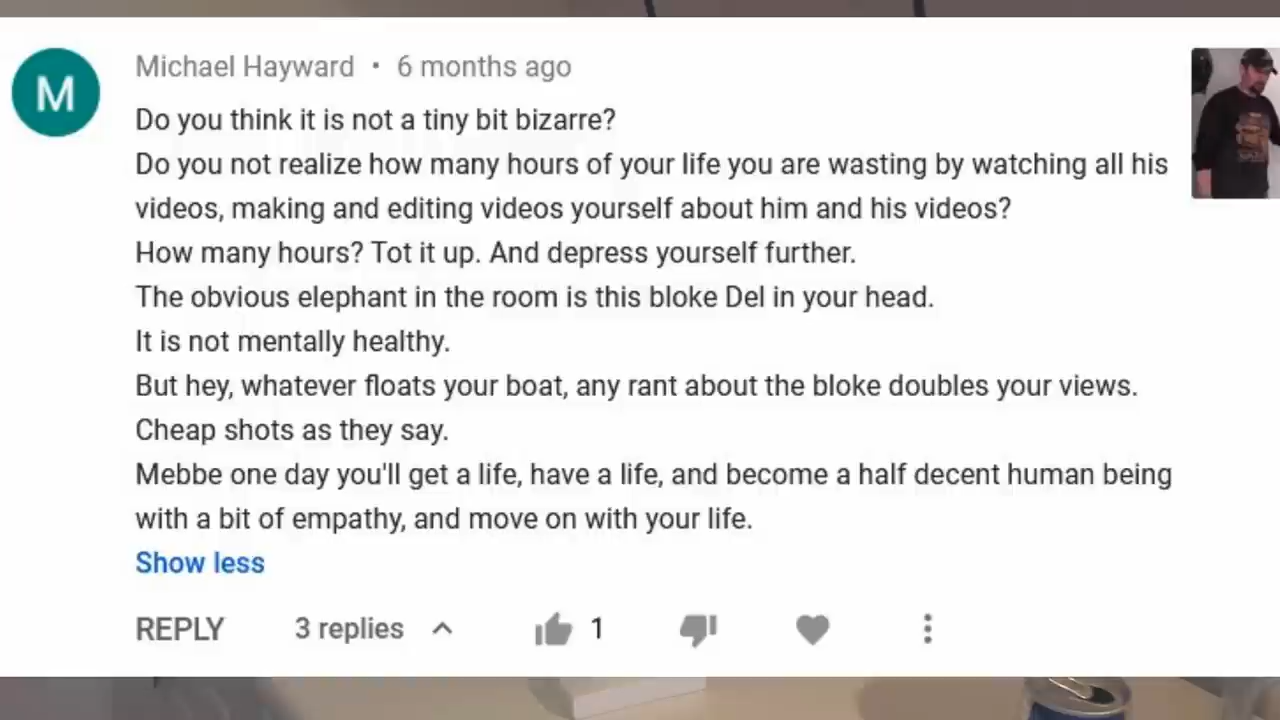 M
Michael Hayward • 6 months ago
Do you think it is not a tiny bit bizarre?
Do you not realize how many hours of your life you are wasting by watching all his
videos, making and editing videos yourself about him and his videos?
How many hours? Tot it up. And depress yourself further.
The obvious elephant in the room is this bloke Del in your head.
It is not mentally healthy.
But hey, whatever floats your boat, any rant about the bloke doubles your views.
Cheap shots as they say.
Mebbe one day you'll get a life, have a life, and become a half decent human being
with a bit of empathy, and move on with your life.
Show less
REPLY 3 replies 1